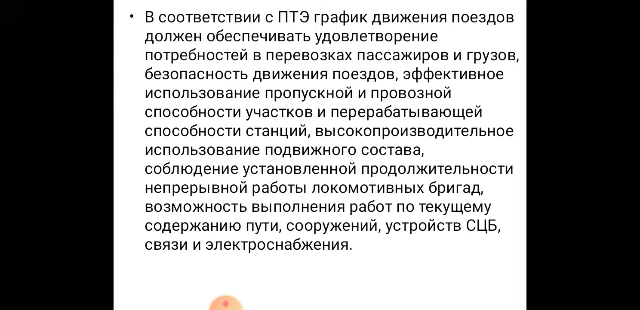 • В соответствии с ПТЭ график движения поездов
должен обеспечивать удовлетворение
потребностей в перевозках пассажиров и грузов,
безопасность движения поездов, эффективное
использование пропускной и провозной
способности участков и перерабатывающей
способности станций, высокопроизводительное
использование подвижного состава,
соблюдение установленной продолжительности
непрерывной работы локомотивных бригад,
возможность выполнения работ по текущему
содержанию пути, сооружений, устройств СЦБ,
связи и электроснабжения.